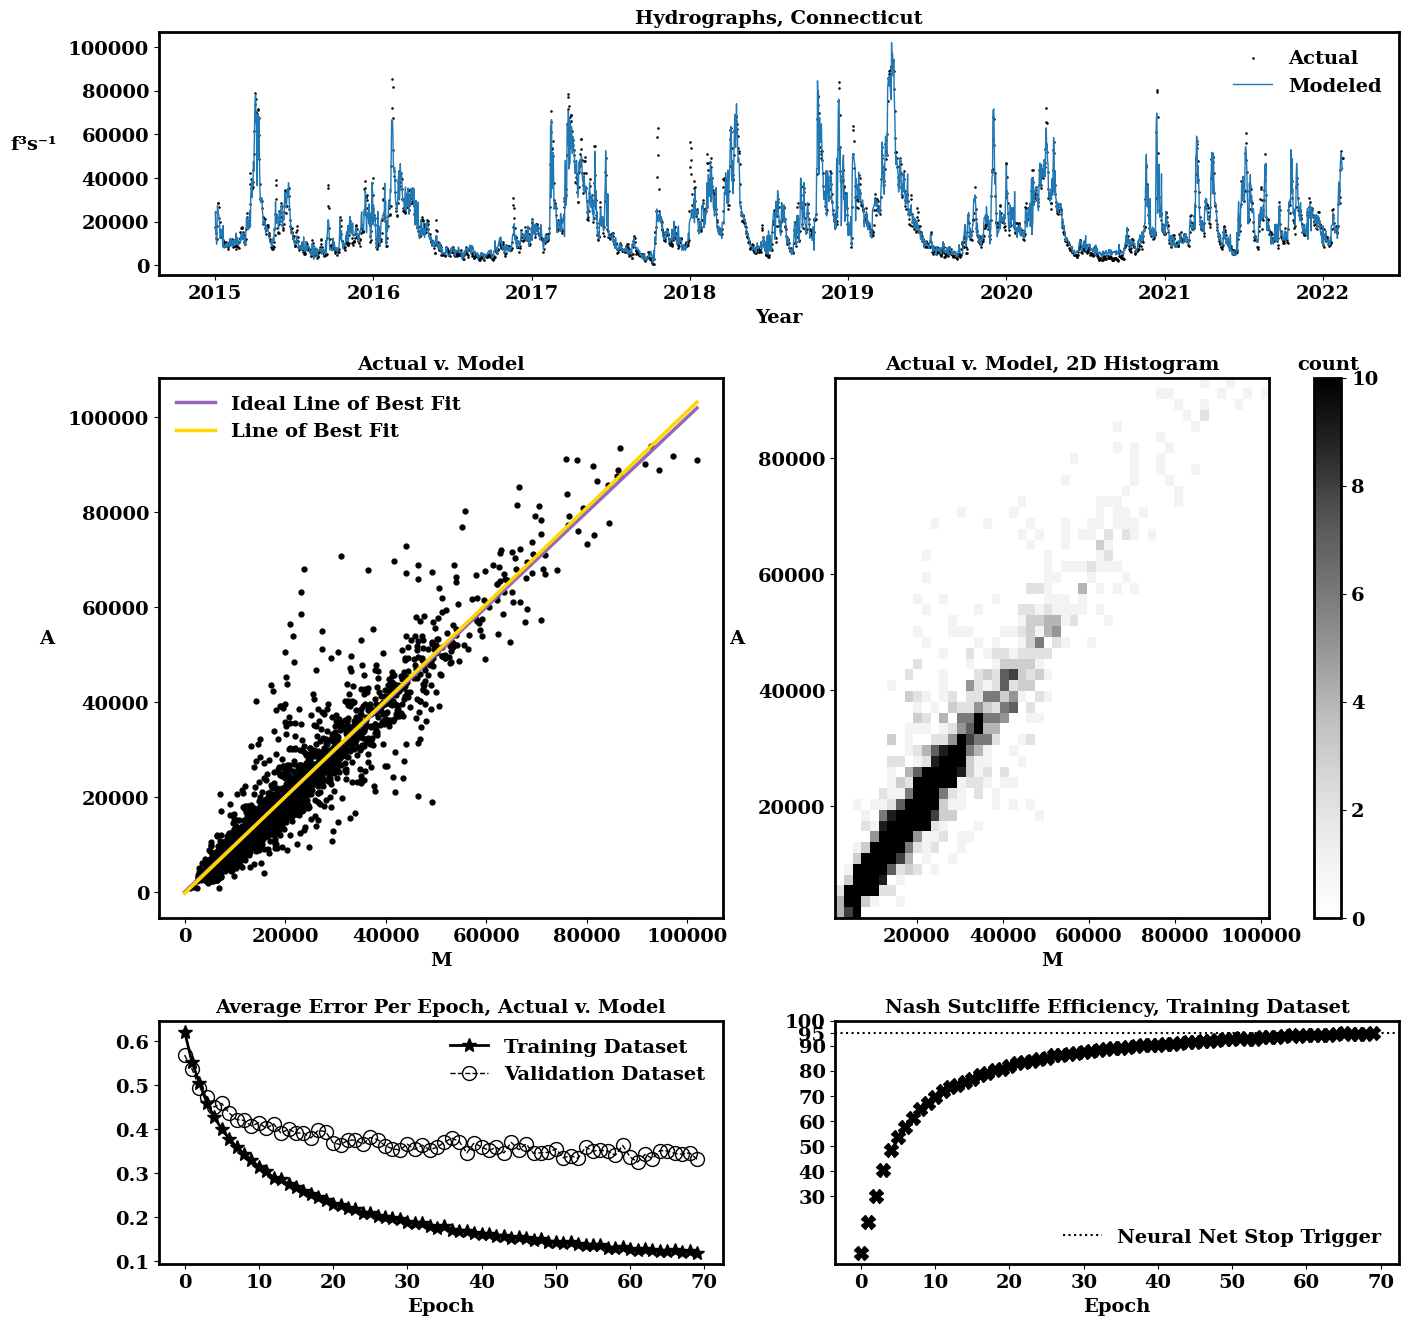 Hydrographs, Connecticut
100000
80000
60000
40000
20000
0
f³s⁻¹
Actual
Modeled
2015 2016 2017 2018 2019 2020 2021 2022
Year
Actual v. Model
100000
80000
60000
40000
20000
0
A
Ideal Line of Best Fit
Line of Best Fit
0 20000 40000 60000 80000 100000
M
Actual v. Model, 2D Histogram
80000
60000
40000
20000
A
20000 40000 60000 80000 100000
M
count
10
8
6
4
2
0
Average Error Per Epoch, Actual v. Model
0.6
0.5
0.4
0.3
0.2
0.1
Training Dataset
Validation Dataset
0 10 20 30 40 50 60 70
Epoch
Nash Sutcliffe Efficiency, Training Dataset
100
95
90
80
70
60
50
40
30
Neural Net Stop Trigger
0 10 20 30 40 50 60 70
Epoch